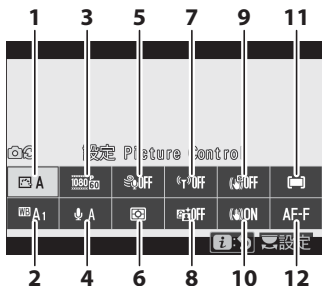 1 3 5 7 9 11
設定 Picture Control
A 1080 60 OFF OFF OFF
WB A1 A OFF ON AF-F
i : 設定
2 4 6 8 10 12